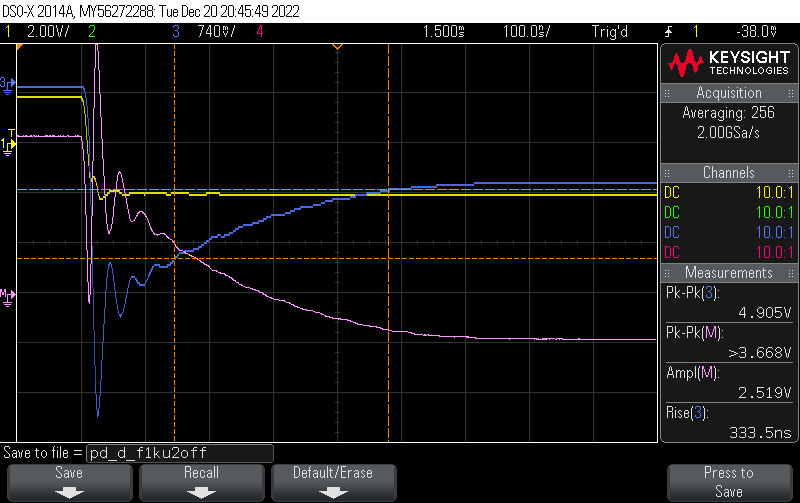 DSO-X 2014A, MY56272288: Tue Dec 20 20:45:49 2022
1 2.00V/ 2 3 740♈/ 4 1.500s 100.0s/ Trig'd 1 -38.0♈
KEYSIGHT
TECHNOLOGIES
Acquisition
Averaging: 256
2.00GSa/s
Channels
DC 10.0:1
DC 10.0:1
DC 10.0:1
DC 10.0:1
Measurements
Pk-Pk(3):
4.905V
Pk-Pk(M):
>3.668V
Ampl(M):
2.519V
Rise(3):
333.5ns
3
T
1
M
Save to file = pd_d_f1ku2off
Save
Recall
Default/Erase
Press to
Save